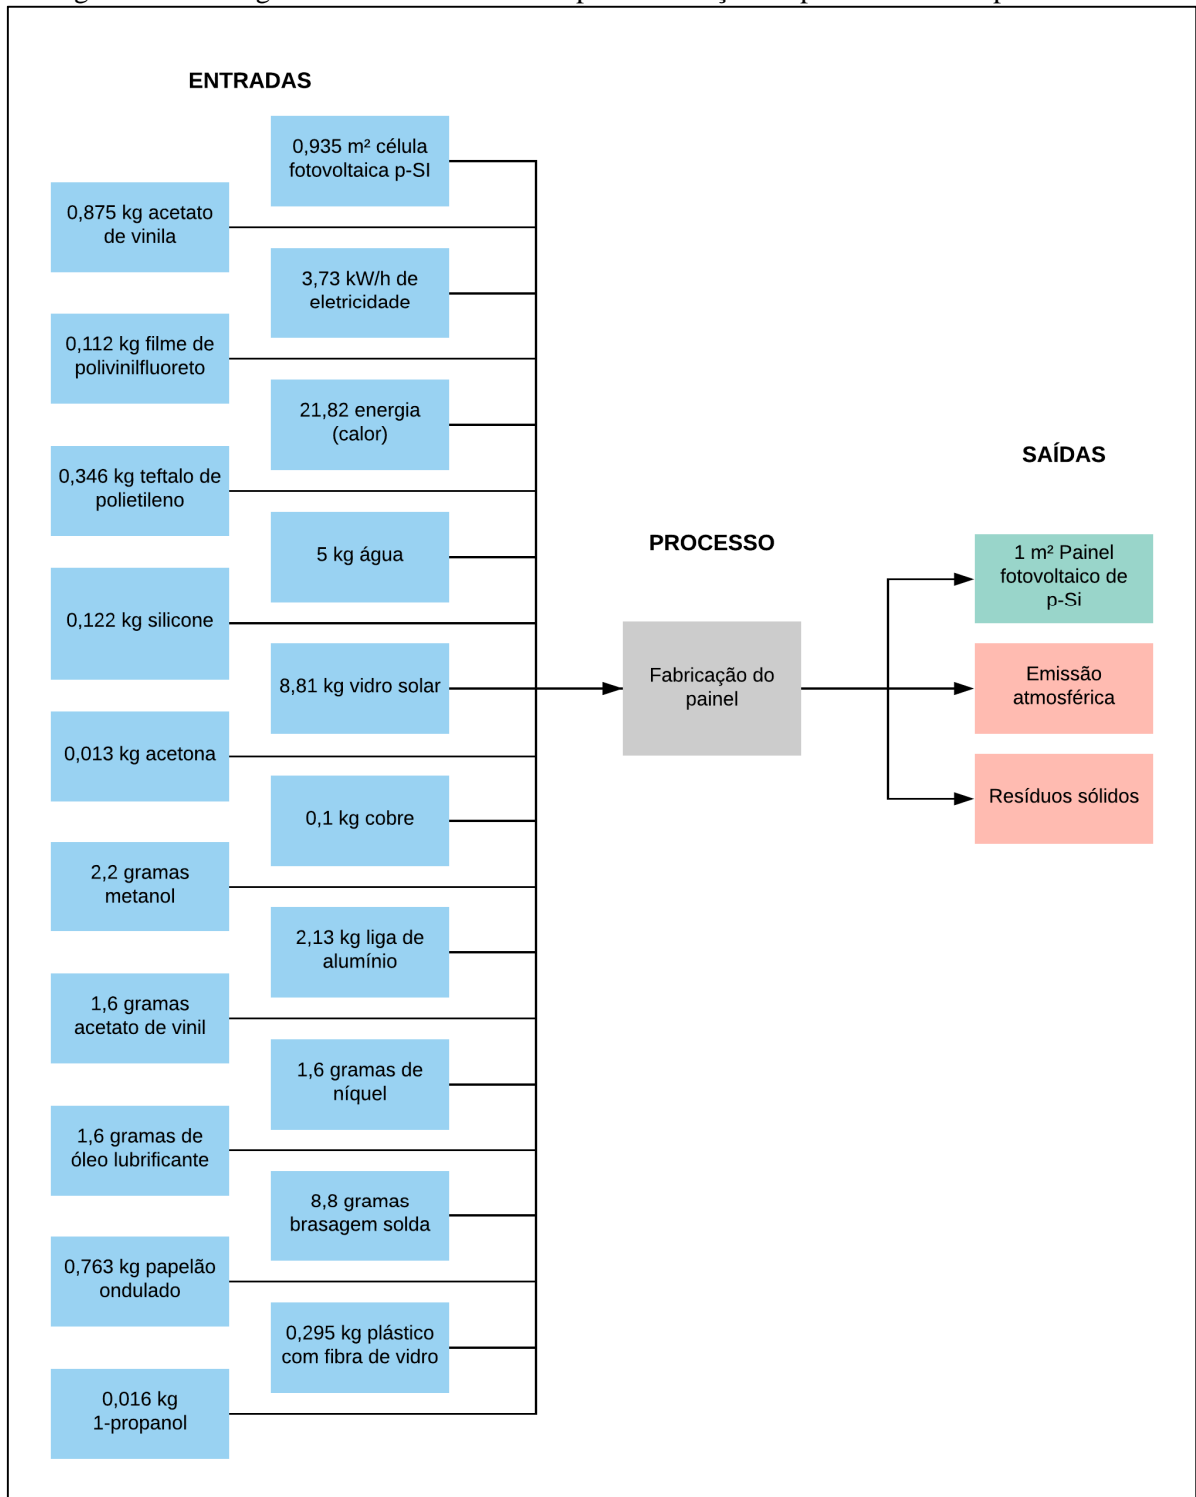 ENTRADAS
0,935 m² célula
fotovoltaica p-SI
0,875 kg acetato
de vinila
3,73 kW/h de
eletricidade
0,112 kg filme de
polivinilfluoreto
21,82 energia
(calor)
0,346 kg teftalo de
polietileno
5 kg água
0,122 kg silicone
8,81 kg vidro solar
0,013 kg acetona
0,1 kg cobre
2,2 gramas
metanol
2,13 kg liga de
alumínio
1,6 gramas
acetato de vinil
1,6 gramas de
níquel
1,6 gramas de
óleo lubrificante
8,8 gramas
brasagem solda
0,763 kg papelão
ondulado
0,295 kg plástico
com fibra de vidro
0,016 kg
1-propanol
PROCESSO
Fabricação do
painel
SAÍDAS
1 m² Painel
fotovoltaico de
p-Si
Emissão
atmosférica
Resíduos sólidos